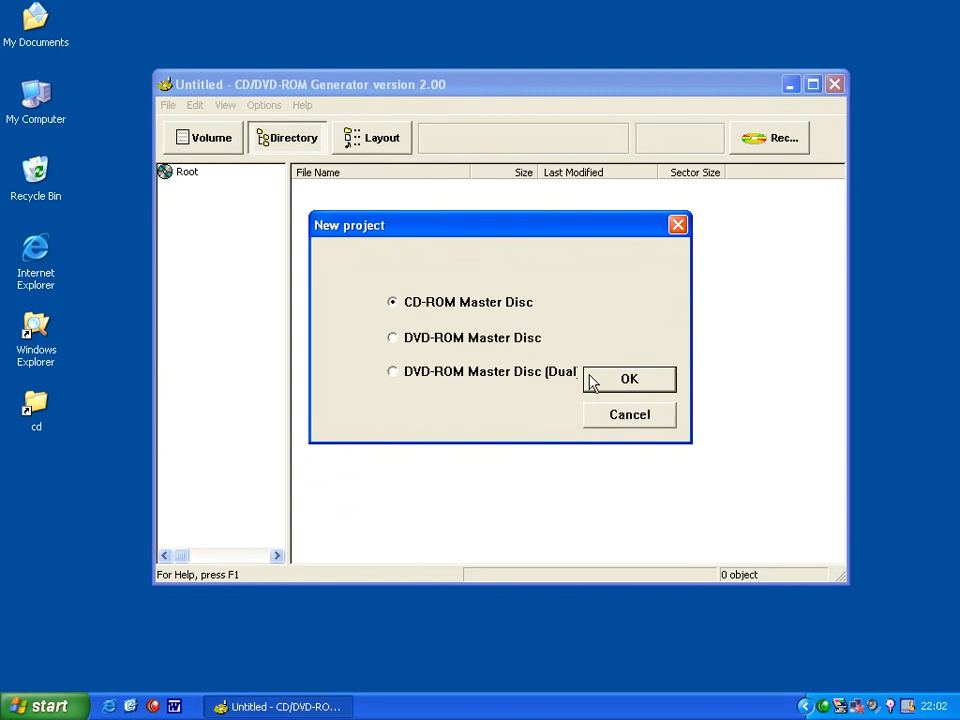 My Documents
My Computer
Recycle Bin
Internet
Explorer
Windows
Explorer
cd
Untitled - CD/DVD-ROM Generator version 2.00
File Edit View Options Help
Volume Directory Layout Rec...
Root
File Name Size Last Modified Sector Size
New project
CD-ROM Master Disc
DVD-ROM Master Disc
DVD-ROM Master Disc (Dual
OK
Cancel
For Help, press F1
0 object
start
Untitled - CD/DVD-RO...
22:02